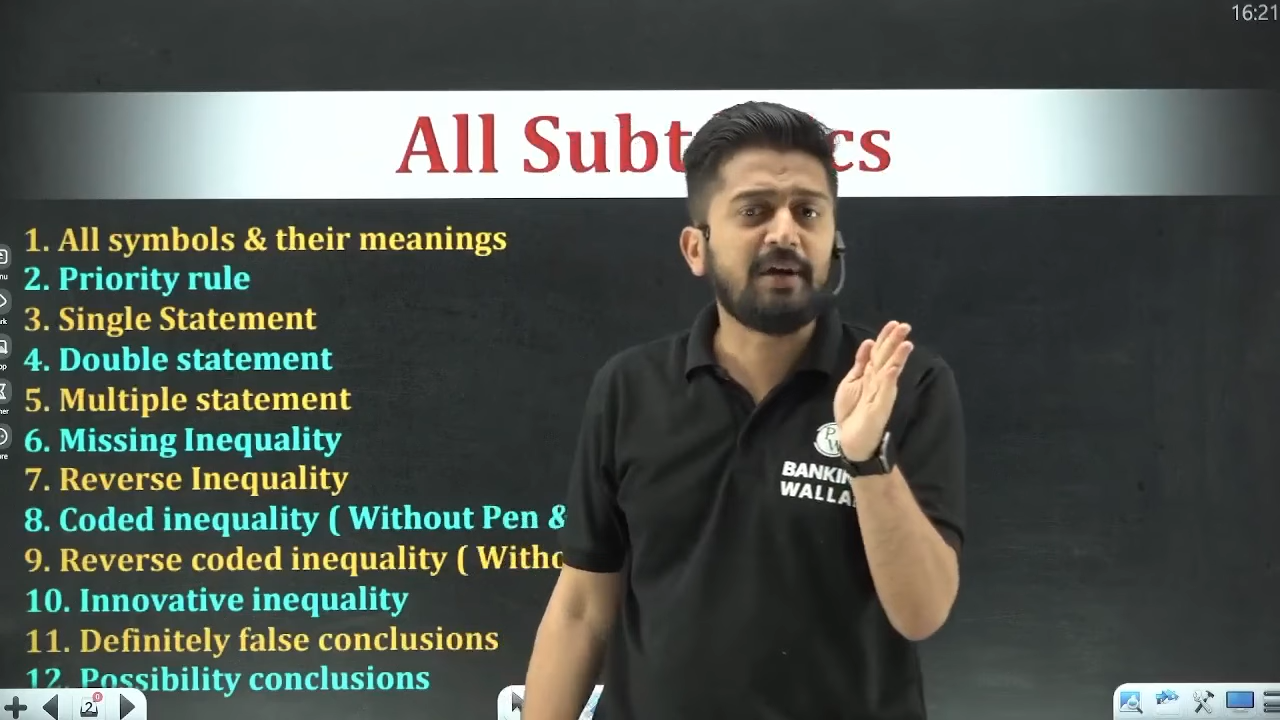 16:21
All Subt cs
1. All symbols & their meanings
2. Priority rule
3. Single Statement
4. Double statement
5. Multiple statement
6. Missing Inequality
7. Reverse Inequality
8. Coded inequality ( Without Pen &
9. Reverse coded inequality ( Witho
10. Innovative inequality
11. Definitely false conclusions
12. Possibility conclusions
PW
BANKIN
WALLA
2